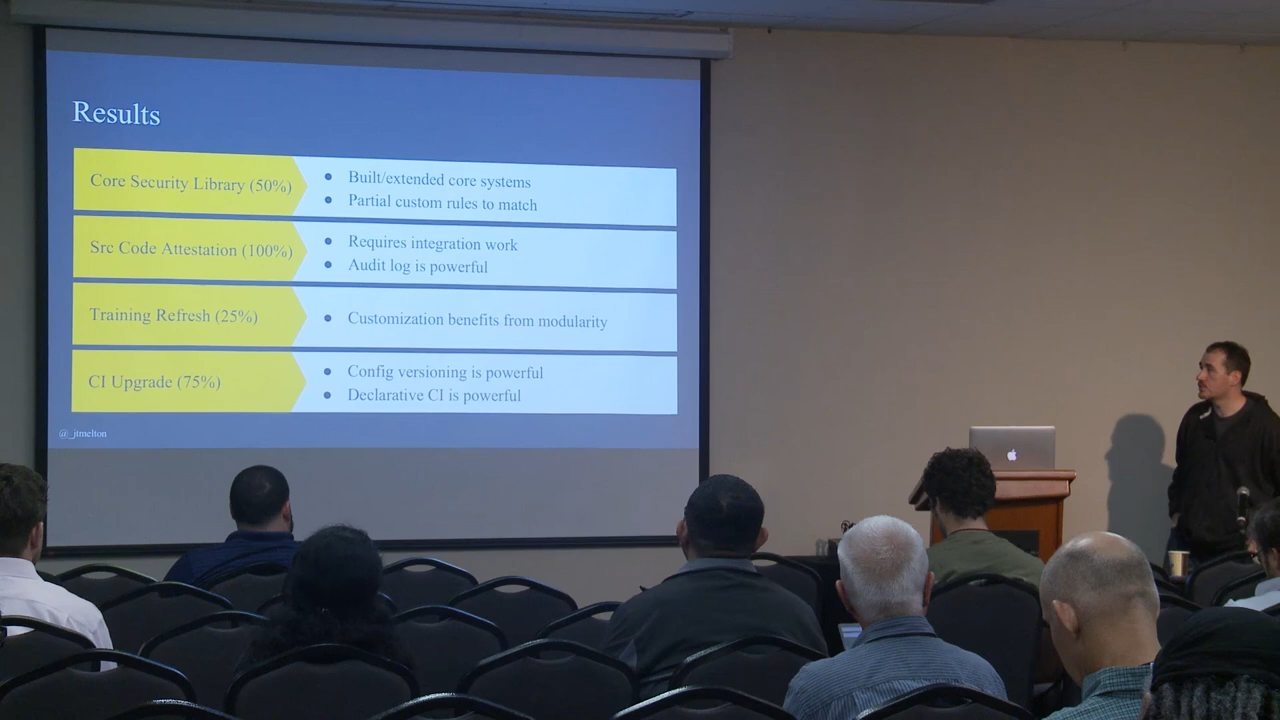 Results
Core Security Library (50%)
Built/extended core systems
Partial custom rules to match
Src Code Attestation (100%)
Requires integration work
Audit log is powerful
Training Refresh (25%)
Customization benefits from modularity
CI Upgrade (75%)
Config versioning is powerful
Declarative CI is powerful
@_jtmelton